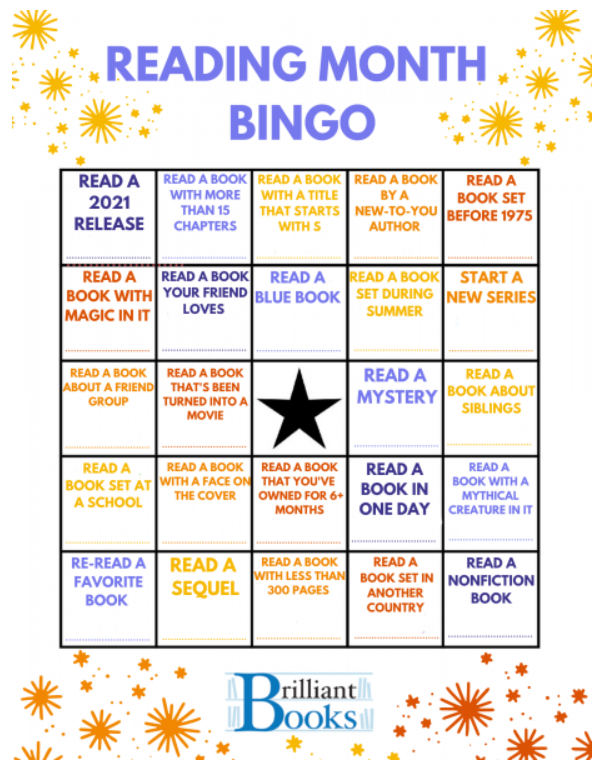 READING MONTH
BINGO
READ A
2021
RELEASE
READ A BOOK
WITH MORE
THAN 15
CHAPTERS
READ A BOOK
WITH A TITLE
THAT STARTS
WITH S
READ A BOOK
BY A
NEW-TO-YOU
AUTHOR
READ A
BOOK SET
BEFORE 1975
READ A
BOOK WITH
MAGIC IN IT
READ A BOOK
YOUR FRIEND
LOVES
READ A
BLUE BOOK
READ A BOOK
SET DURING
SUMMER
START A
NEW SERIES
READ A BOOK
ABOUT A FRIEND
GROUP
READ A BOOK
THAT'S BEEN
TURNED INTO A
MOVIE
READ A
MYSTERY
READ A
BOOK ABOUT
SIBLINGS
READ A
BOOK SET AT
A SCHOOL
READ A BOOK
WITH A FACE ON
THE COVER
READ A BOOK
THAT YOU'VE
OWNED FOR 6+
MONTHS
READ A
BOOK IN
ONE DAY
READ A
BOOK WITH A
MYTHICAL
CREATURE IN IT
RE-READ A
FAVORITE
BOOK
READ A
SEQUEL
READ A BOOK
WITH LESS THAN
300 PAGES
READ A
BOOK SET IN
ANOTHER
COUNTRY
READ A
NONFICTION
BOOK
Brilliant
Books